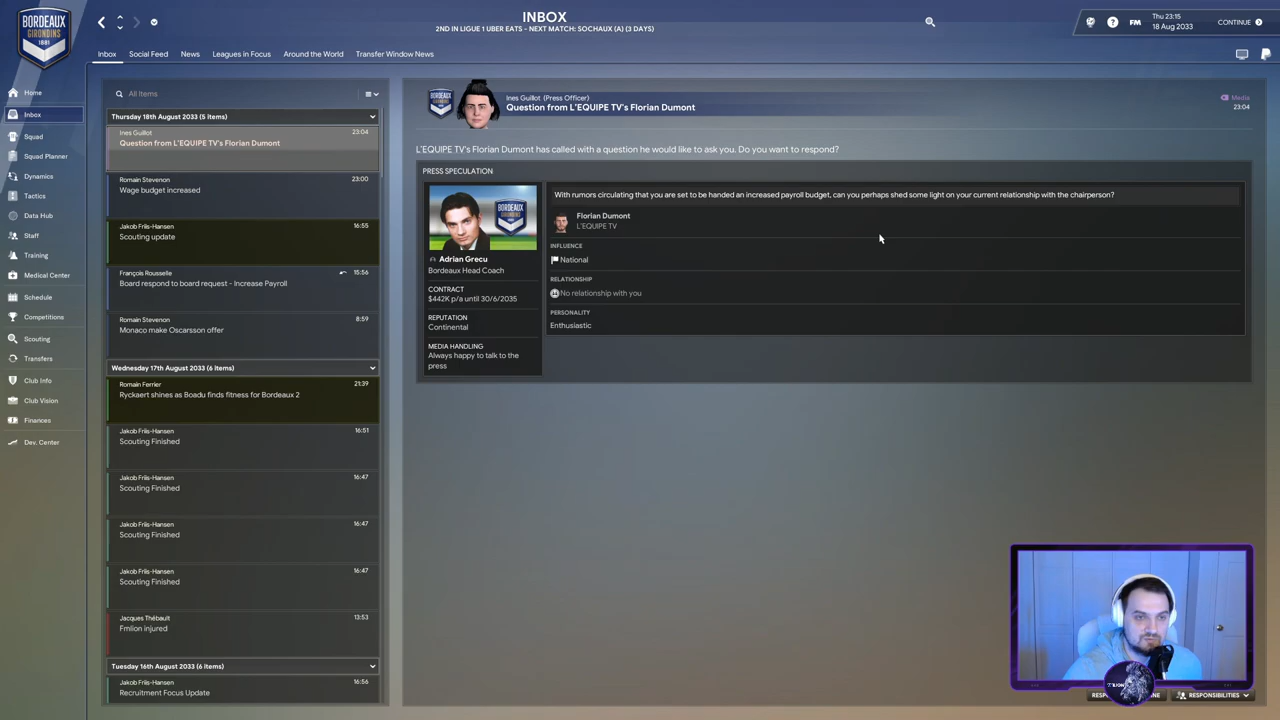 BORDEAUX
GIRONDINS
1881
INBOX
2ND IN LIGUE 1 UBER EATS - NEXT MATCH: SOCHAUX (A) (3 DAYS)
FM
Thu 23:15
18 Aug 2033
CONTINUE
Inbox
Social Feed
News
Leagues in Focus
Around the World
Transfer Window News
Home
Inbox
Squad
Squad Planner
Dynamics
Tactics
Data Hub
Staff
Training
Medical Center
Schedule
Competitions
Scouting
Transfers
Club Info
Club Vision
Finances
Dev. Center
All Items
Thursday 18th August 2033 (5 items)
Ines Guillot
23:04
Question from L'EQUIPE TV's Florian Dumont
Romain Stevenon
23:00
Wage budget increased
Jakob Friis-Hansen
16:55
Scouting update
François Rousselle
15:56
Board respond to board request - Increase Payroll
Romain Stevenon
8:59
Monaco make Oscarsson offer
Wednesday 17th August 2033 (6 items)
Romain Ferrier
21:39
Ryckaert shines as Boadu finds fitness for Bordeaux 2
Jakob Friis-Hansen
16:51
Scouting Finished
Jakob Friis-Hansen
16:47
Scouting Finished
Jakob Friis-Hansen
16:47
Scouting Finished
Jakob Friis-Hansen
16:47
Scouting Finished
Jacques Thébault
13:53
Fmlion injured
Tuesday 16th August 2033 (6 items)
Jakob Friis-Hansen
16:56
Recruitment Focus Update
Ines Guillot (Press Officer)
Question from L'EQUIPE TV's Florian Dumont
Media
23:04
L'EQUIPE TV's Florian Dumont has called with a question he would like to ask you. Do you want to respond?
PRESS SPECULATION
Adrian Grecu
Bordeaux Head Coach
CONTRACT
$442K p/a until 30/6/2035
REPUTATION
Continental
MEDIA HANDLING
Always happy to talk to the
press
With rumors circulating that you are set to be handed an increased payroll budget, can you perhaps shed some light on your current relationship with the chairperson?
Florian Dumont
L'EQUIPE TV
INFLUENCE
National
RELATIONSHIP
No relationship with you
PERSONALITY
Enthusiastic
RESPONSIBILITIES